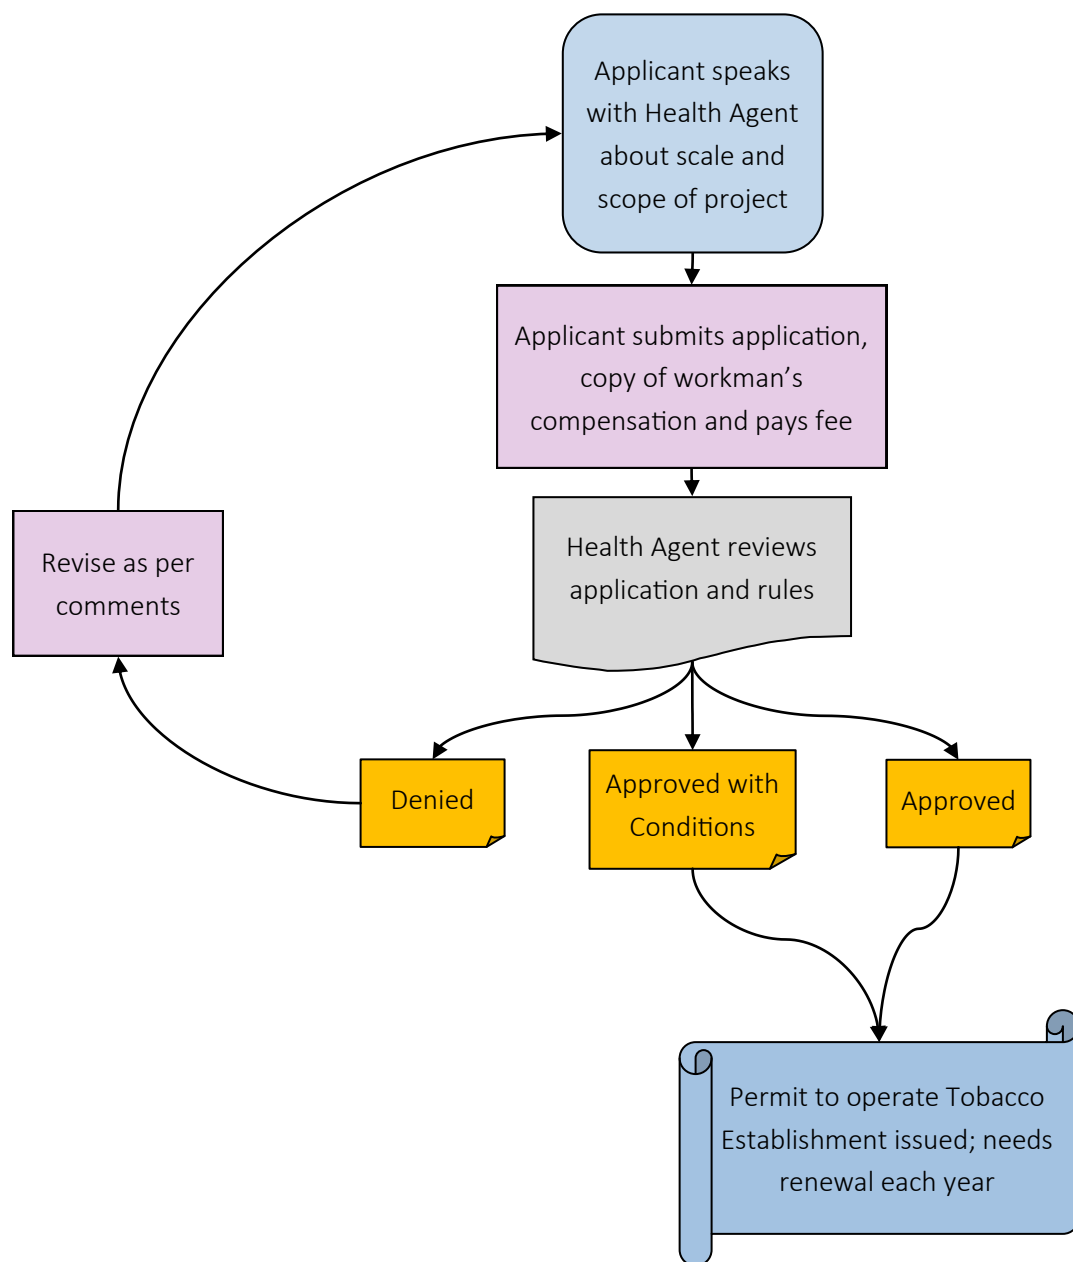 Applicant speaks
with Health Agent
about scale and
scope of project
Applicant submits application,
copy of workman’s
compensation and pays fee
Health Agent reviews
application and rules
Revise as per
comments
Denied
Approved with
Conditions
Approved
Permit to operate Tobacco
Establishment issued; needs
renewal each year